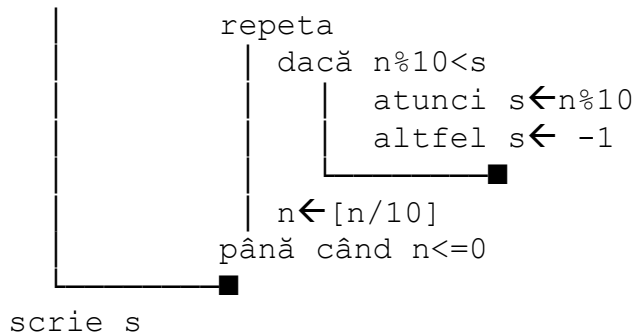 repeta
dacă n%10<s
atunci s←n%10
altfel s← -1
n←[n/10]
până când n<=0
scrie s